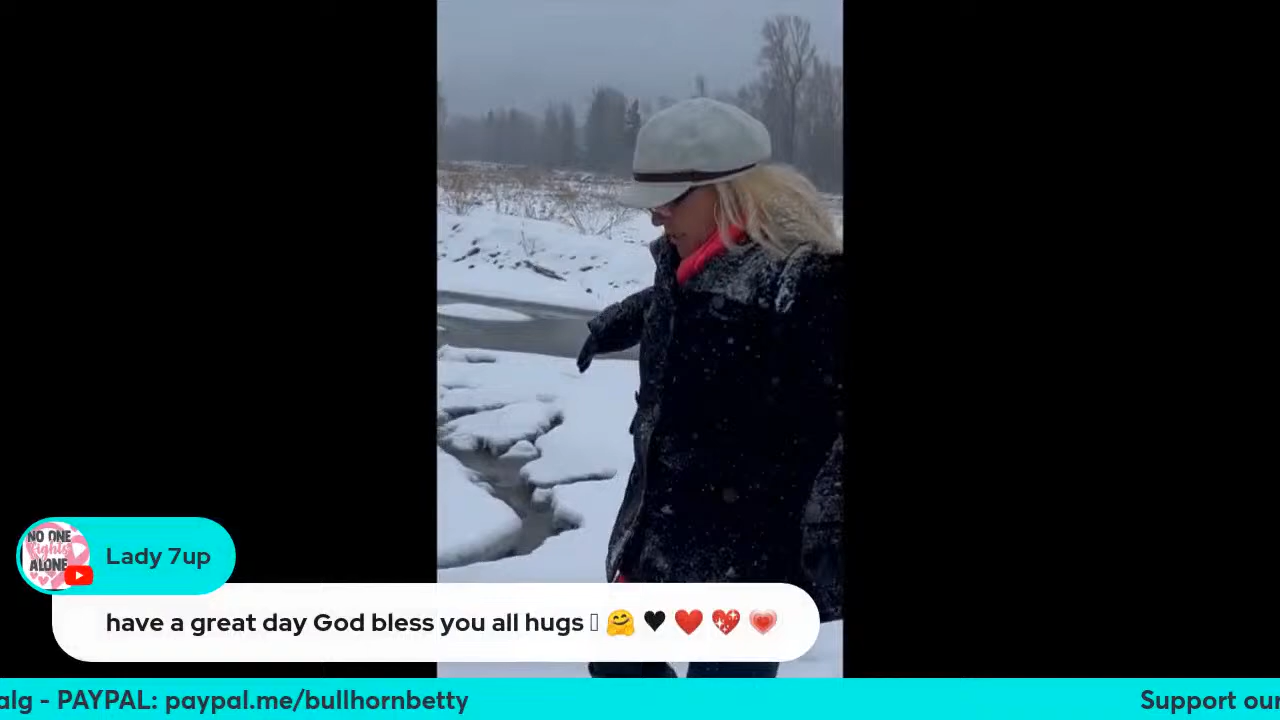 NO ONE
Fights
ALONE
Lady 7up
have a great day God bless you all hugs 🤗 🖤 ❤️ 💖 💗
alg - PAYPAL: paypal.me/bullhornbetty
Support our